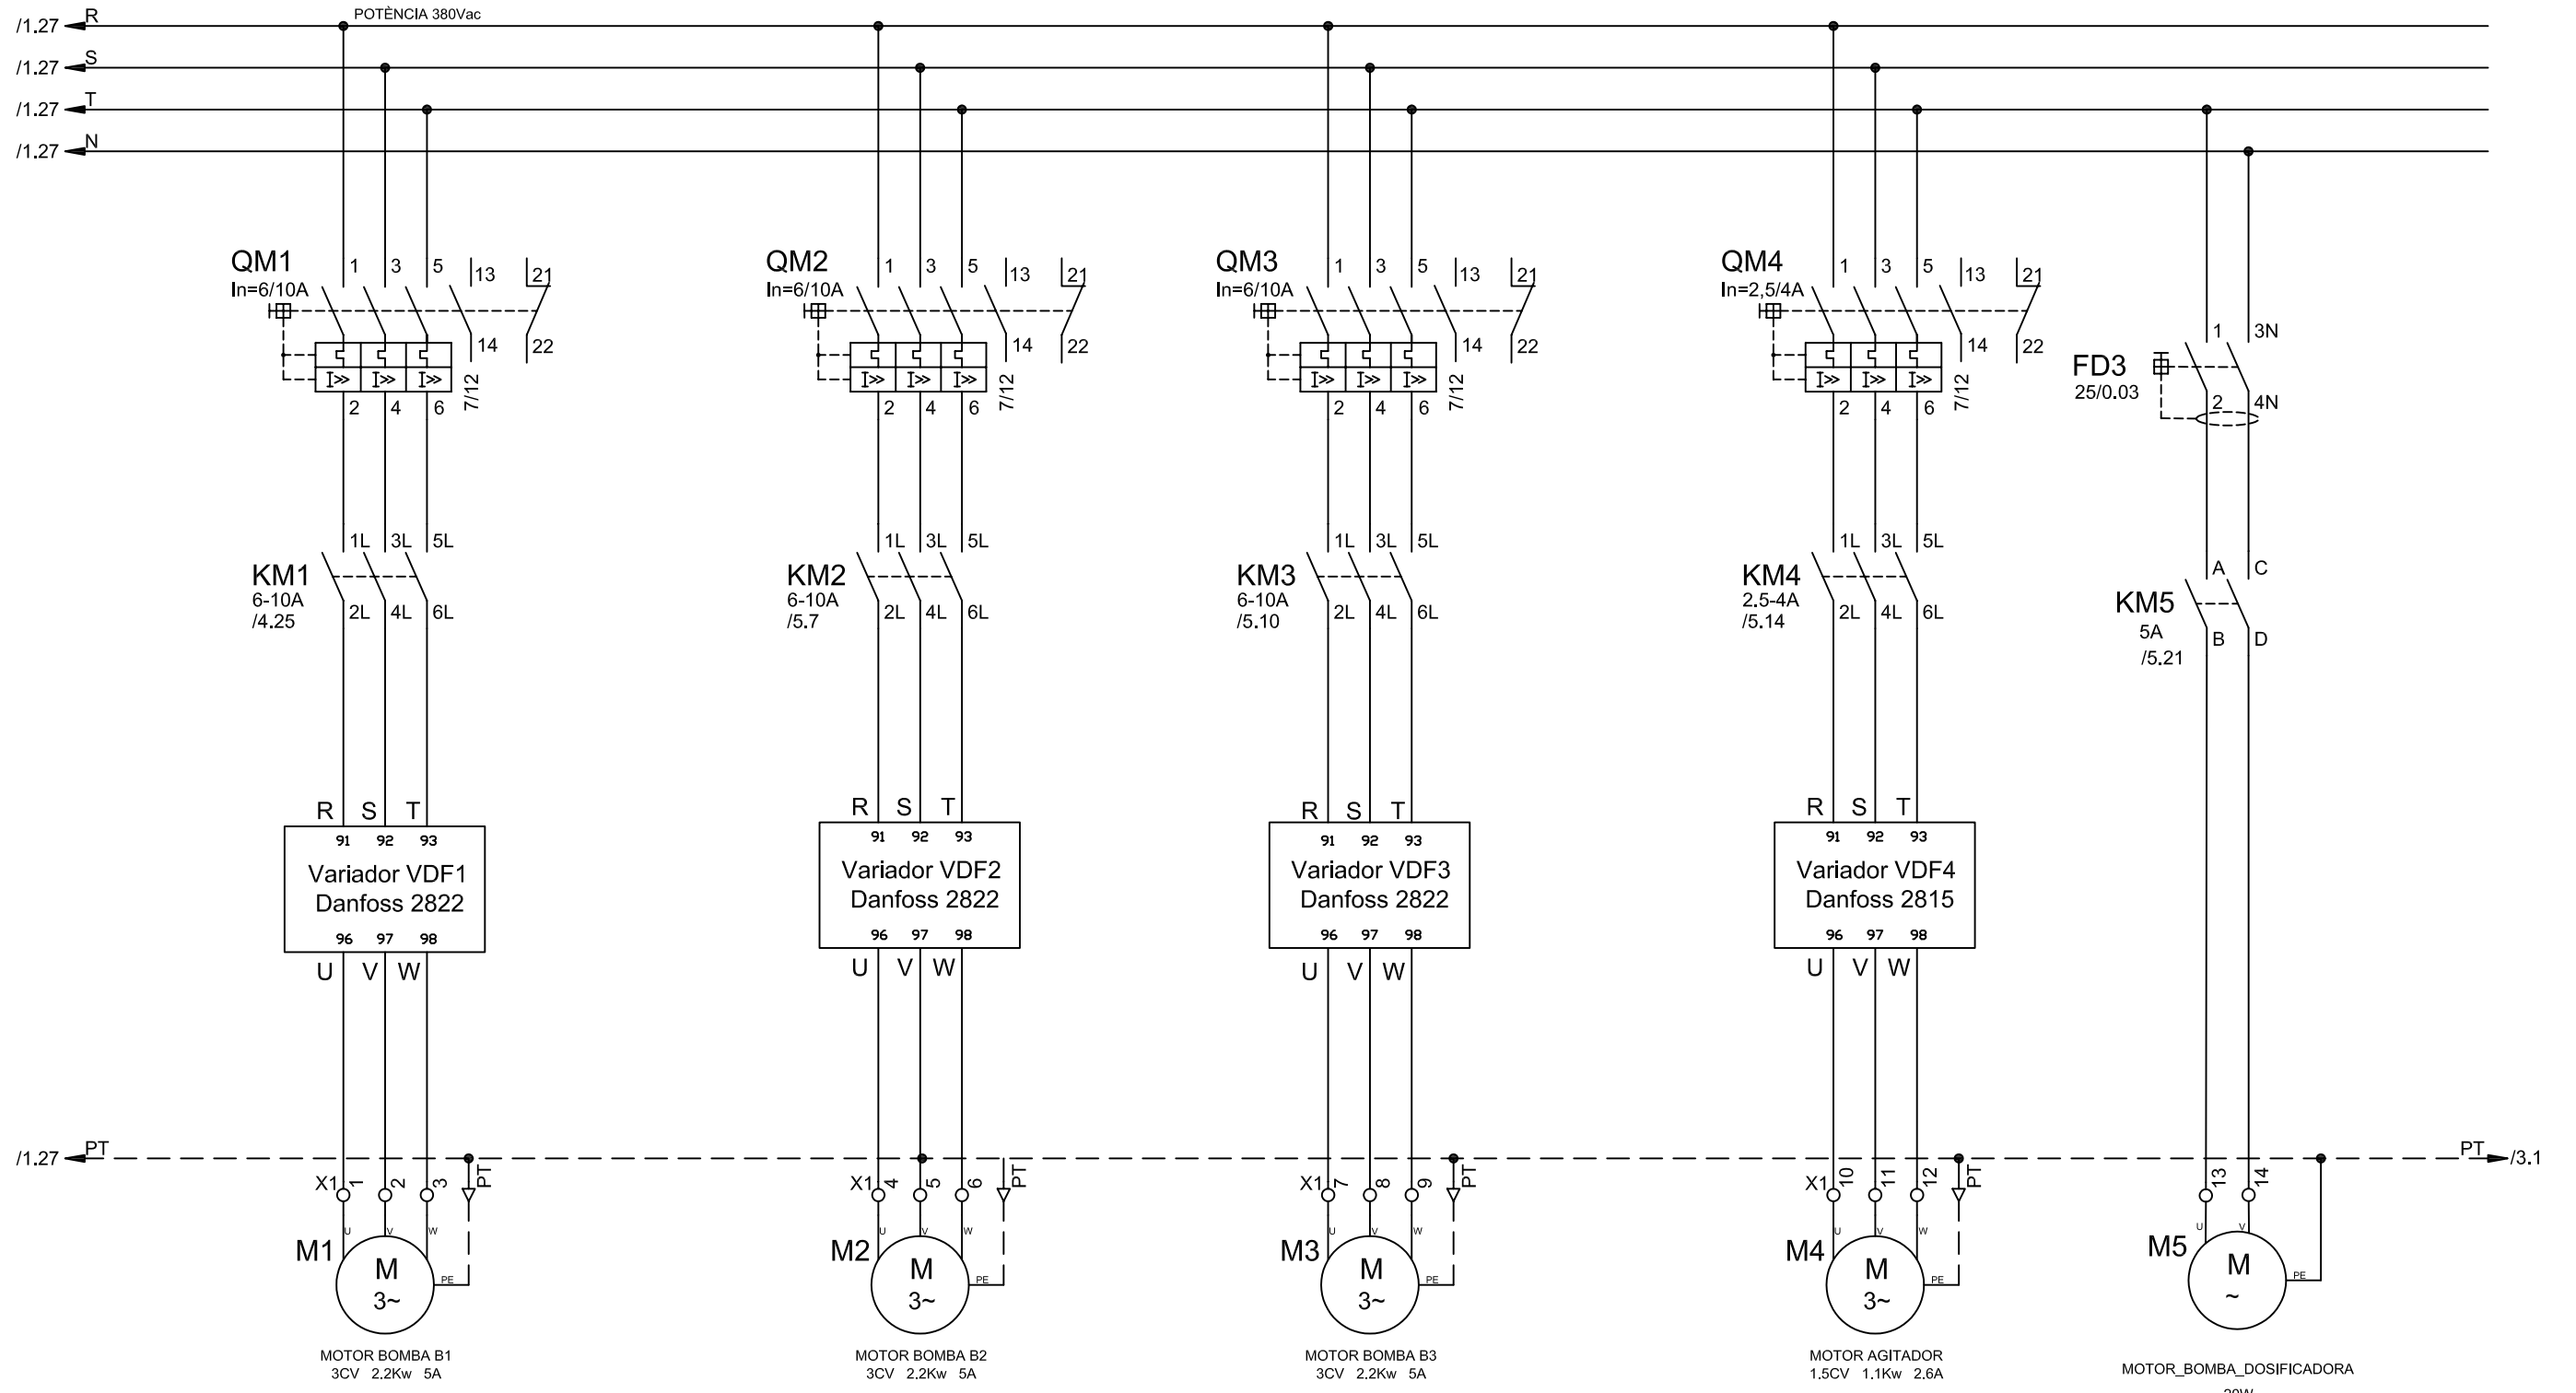 /1.27 R POTÈNCIA 380Vac
/1.27 S
/1.27 T
/1.27 N
QM1
In=6/10A
1 3 5 13 21
14 22
I>> I>> I>>
2 4 6 7/12
QM2
In=6/10A
1 3 5 13 21
14 22
I>> I>> I>>
2 4 6 7/12
QM3
In=6/10A
1 3 5 13 21
14 22
I>> I>> I>>
2 4 6 7/12
QM4
In=2,5/4A
1 3 5 13 21
14 22
I>> I>> I>>
2 4 6 7/12
FD3
25/0.03
1 3N
2 4N
KM1
6-10A
/4.25
1L 3L 5L
2L 4L 6L
KM2
6-10A
/5.7
1L 3L 5L
2L 4L 6L
KM3
6-10A
/5.10
1L 3L 5L
2L 4L 6L
KM4
2.5-4A
/5.14
1L 3L 5L
2L 4L 6L
KM5
5A
/5.21
A C
B D
R S T
91 92 93
Variador VDF1
Danfoss 2822
96 97 98
U V W
R S T
91 92 93
Variador VDF2
Danfoss 2822
96 97 98
U V W
R S T
91 92 93
Variador VDF3
Danfoss 2822
96 97 98
U V W
R S T
91 92 93
Variador VDF4
Danfoss 2815
96 97 98
U V W
/1.27 PT
PT /3.1
X1 1 2 3 PT
U V W
M1
M
3~
PE
MOTOR BOMBA B1
3CV 2.2Kw 5A
X1 4 5 6 PT
U V W
M2
M
3~
PE
MOTOR BOMBA B2
3CV 2.2Kw 5A
X1 7 8 9 PT
U V W
M3
M
3~
PE
MOTOR BOMBA B3
3CV 2.2Kw 5A
X1 10 11 12 PT
U V W
M4
M
3~
PE
MOTOR AGITADOR
1.5CV 1.1Kw 2.6A
13 14
U V
M5
M
~
PE
MOTOR_BOMBA_DOSIFICADORA